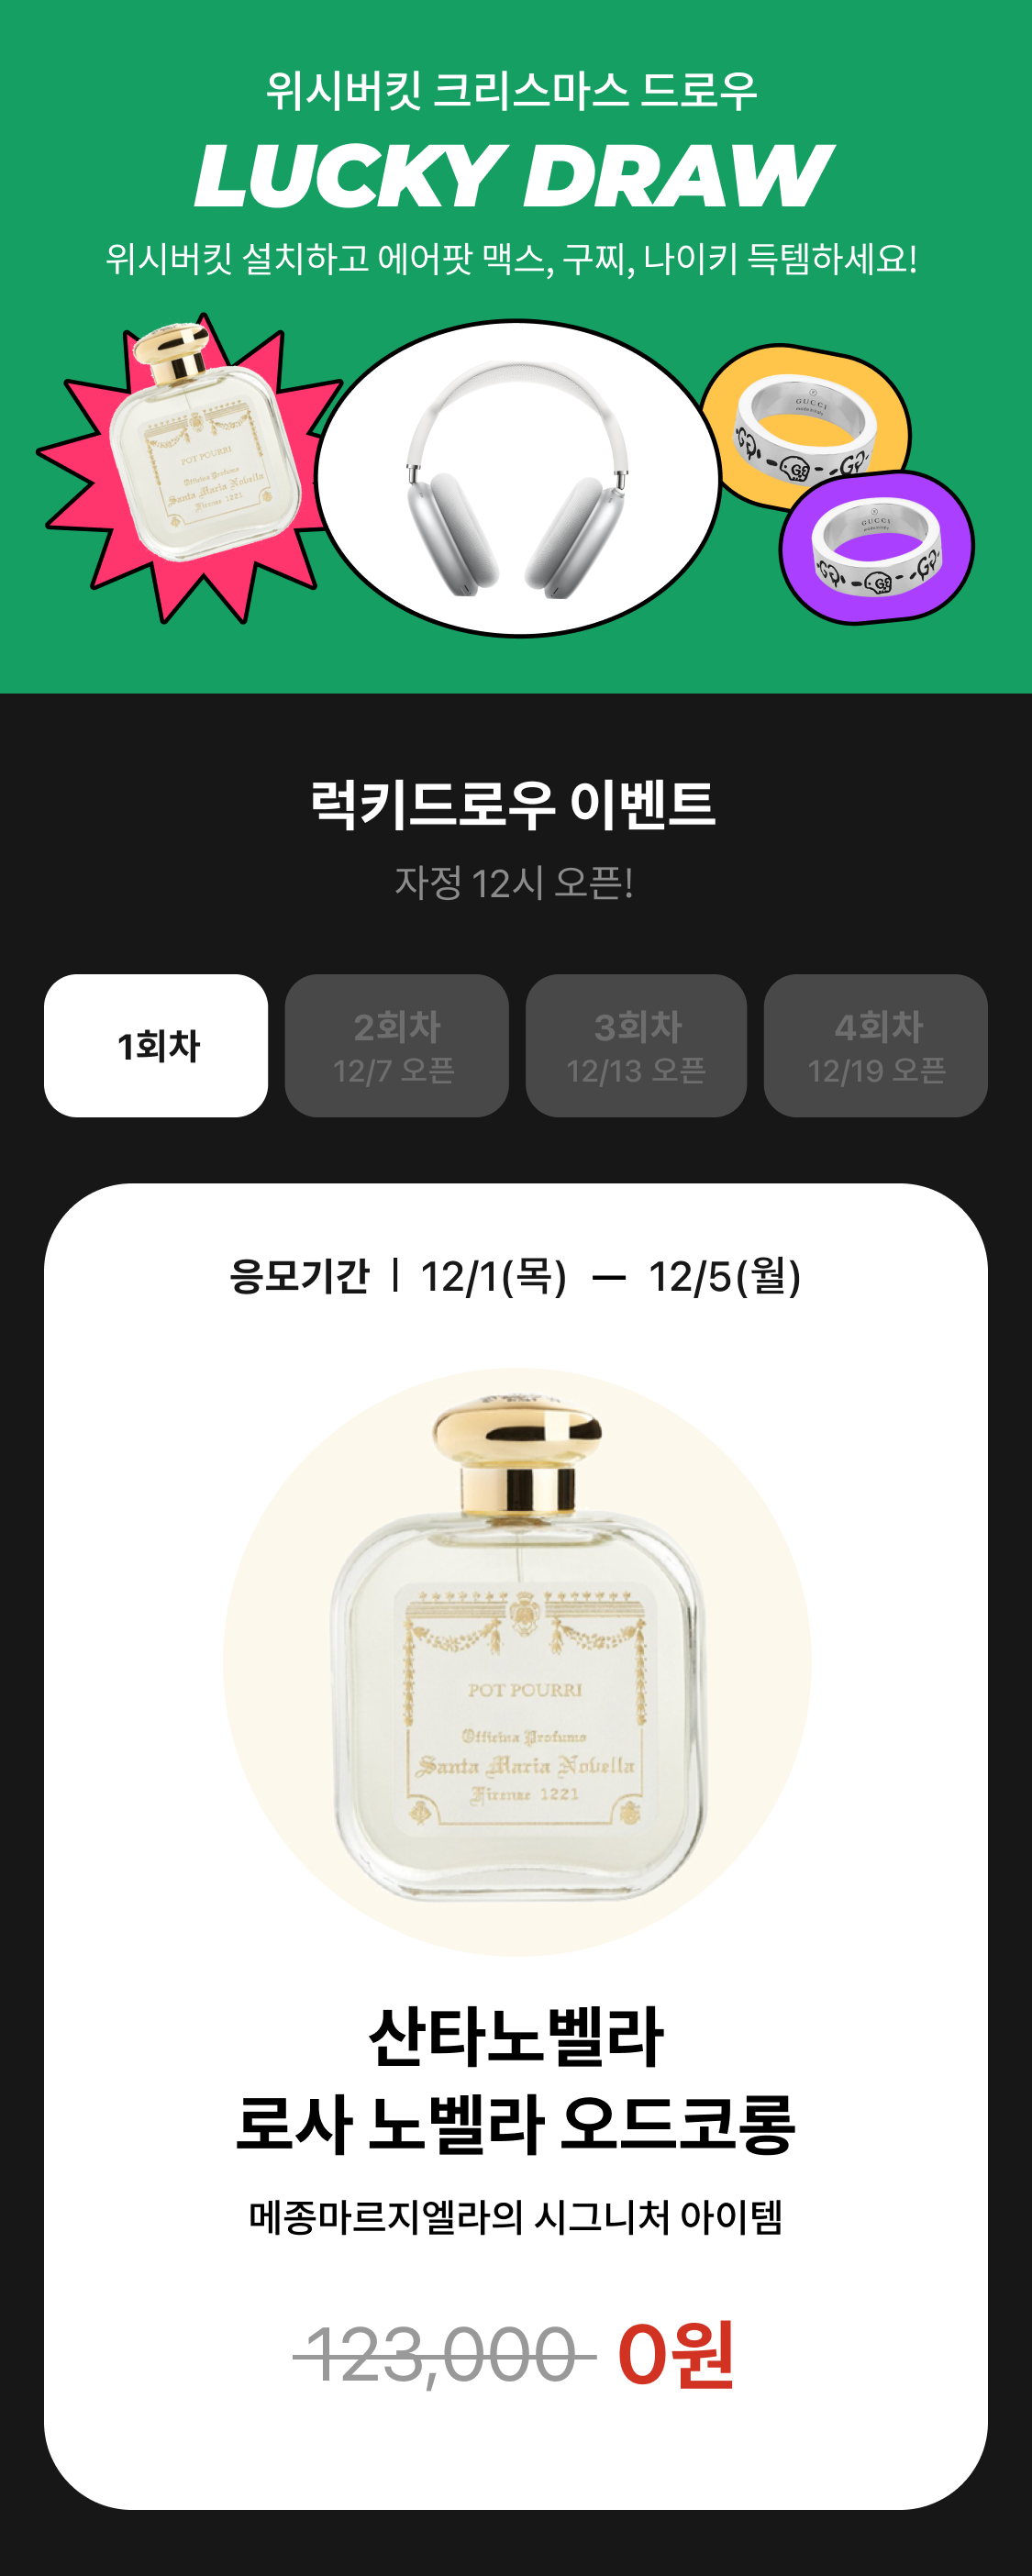 위시버킷 크리스마스 드로우
LUCKY DRAW
위시버킷 설치하고 에어팟 맥스, 구찌, 나이키 득템하세요!
POT POURRI
Officina Profumo
Santa Maria Novella
Firenze 1221
GUCCI
GUCCI
럭키드로우 이벤트
자정 12시 오픈!
1회차
2회차
12/7 오픈
3회차
12/13 오픈
4회차
12/19 오픈
응모기간 | 12/1(목) — 12/5(월)
POT POURRI
Officina Profumo
Santa Maria Novella
Firenze 1221
산타노벨라
로사 노벨라 오드코롱
메종마르지엘라의 시그니처 아이템
123,000 0원